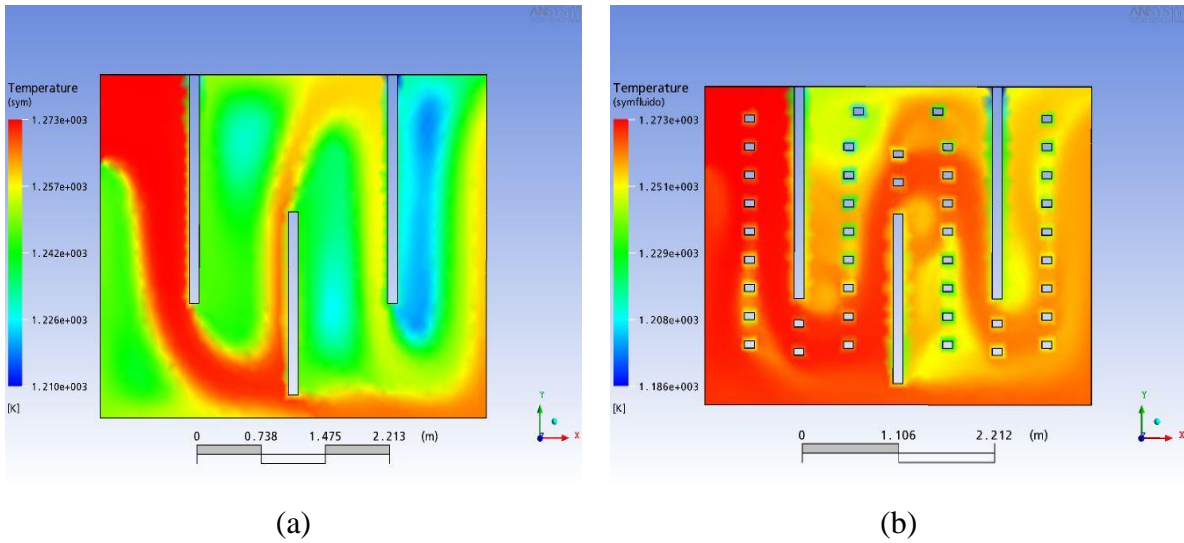 ANSYS
Temperature
(sym)
1.273e+003
1.257e+003
1.242e+003
1.226e+003
1.210e+003
[K]
0 0.738 1.475 2.213 (m)
Y
X
Z
(a)
ANSYS
Temperature
(symfluido)
1.273e+003
1.251e+003
1.229e+003
1.208e+003
1.186e+003
[K]
0 1.106 2.212 (m)
Y
X
Z
(b)